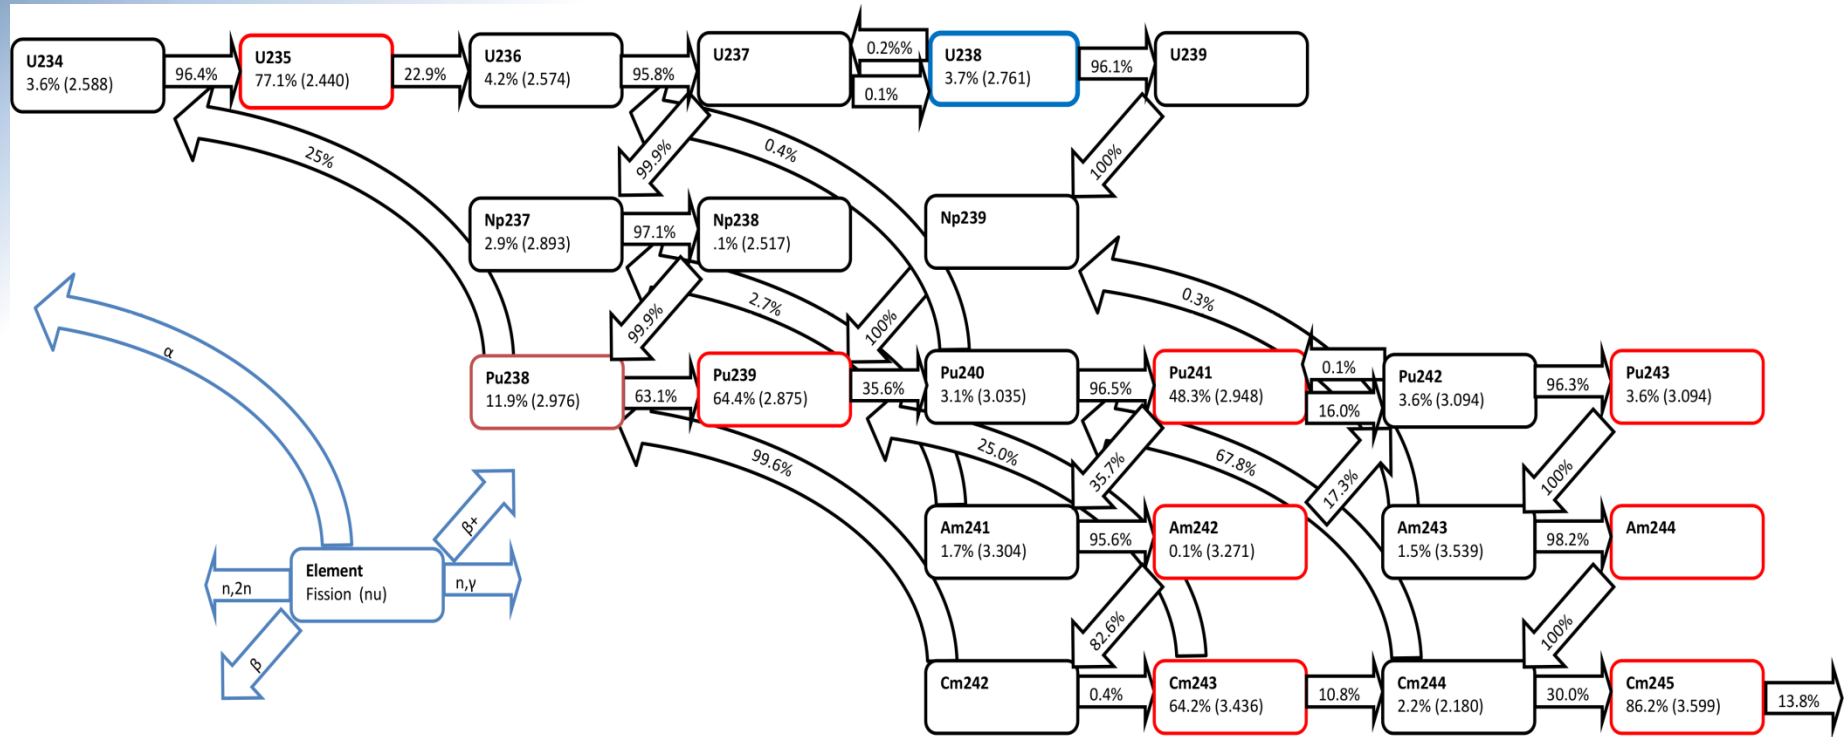 U234
3.6% (2.588)
96.4%
U235
77.1% (2.440)
22.9%
U236
4.2% (2.574)
95.8%
U237
0.2%%
0.1%
U238
3.7% (2.761)
96.1%
U239
25%
99.9%
0.4%
100%
Np237
2.9% (2.893)
97.1%
Np238
.1% (2.517)
Np239
99.9%
2.7%
100%
0.3%
α
Pu238
11.9% (2.976)
63.1%
Pu239
64.4% (2.875)
35.6%
Pu240
3.1% (3.035)
96.5%
Pu241
48.3% (2.948)
0.1%
16.0%
Pu242
3.6% (3.094)
96.3%
Pu243
3.6% (3.094)
99.6%
25.0%
35.7%
67.8%
17.3%
100%
β+
Am241
1.7% (3.304)
95.6%
Am242
0.1% (3.271)
Am243
1.5% (3.539)
98.2%
Am244
Element
Fission (nu)
n,2n
n,γ
β
82.6%
100%
Cm242
0.4%
Cm243
64.2% (3.436)
10.8%
Cm244
2.2% (2.180)
30.0%
Cm245
86.2% (3.599)
13.8%